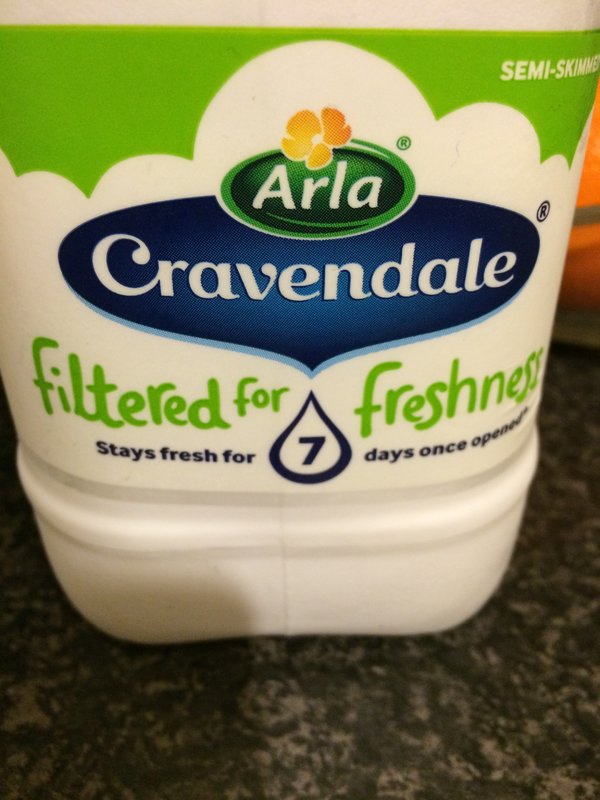 SEMI-SKIMMED
Arla ®
Cravendale ®
filtered for freshness
Stays fresh for 7 days once opened*